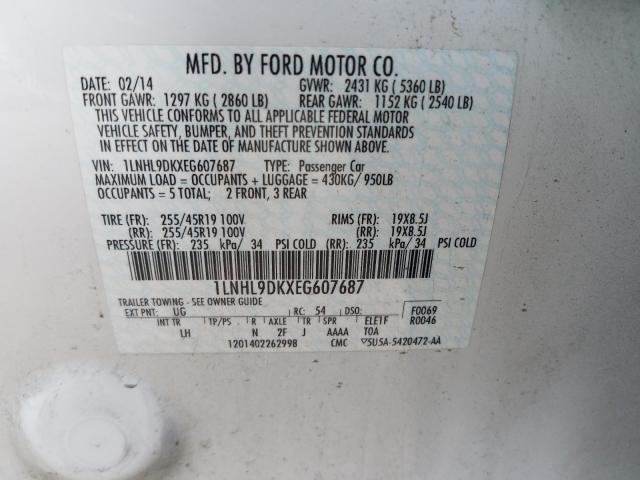 MFD. BY FORD MOTOR CO.
DATE: 02/14 GVWR: 2431 KG ( 5360 LB)
FRONT GAWR: 1297 KG ( 2860 LB) REAR GAWR: 1152 KG ( 2540 LB)
THIS VEHICLE CONFORMS TO ALL APPLICABLE FEDERAL MOTOR
VEHICLE SAFETY, BUMPER, AND THEFT PREVENTION STANDARDS
IN EFFECT ON THE DATE OF MANUFACTURE SHOWN ABOVE.
VIN: 1LNHL9DKXEG607687 TYPE: Passenger Car
MAXIMUM LOAD = OCCUPANTS + LUGGAGE = 430KG/ 950LB
OCCUPANTS = 5 TOTAL; 2 FRONT, 3 REAR
TIRE (FR): 255/45R19 100V RIMS (FR): 19X8.5J
(RR): 255/45R19 100V (RR): 19X8.5J
PRESSURE (FR): 235 kPa/ 34 PSI COLD (RR): 235 kPa/ 34 PSI COLD
1LNHL9DKXEG607687
TRAILER TOWING - SEE OWNER GUIDE
EXT PNT: UG RC: 54 DSO: F0069
INT TR TP/PS R AXLE TR SPR ELE1F R0046
LH N 2F J AAAA TOA
1201402262998 CMC 5U5A-5420472-AA